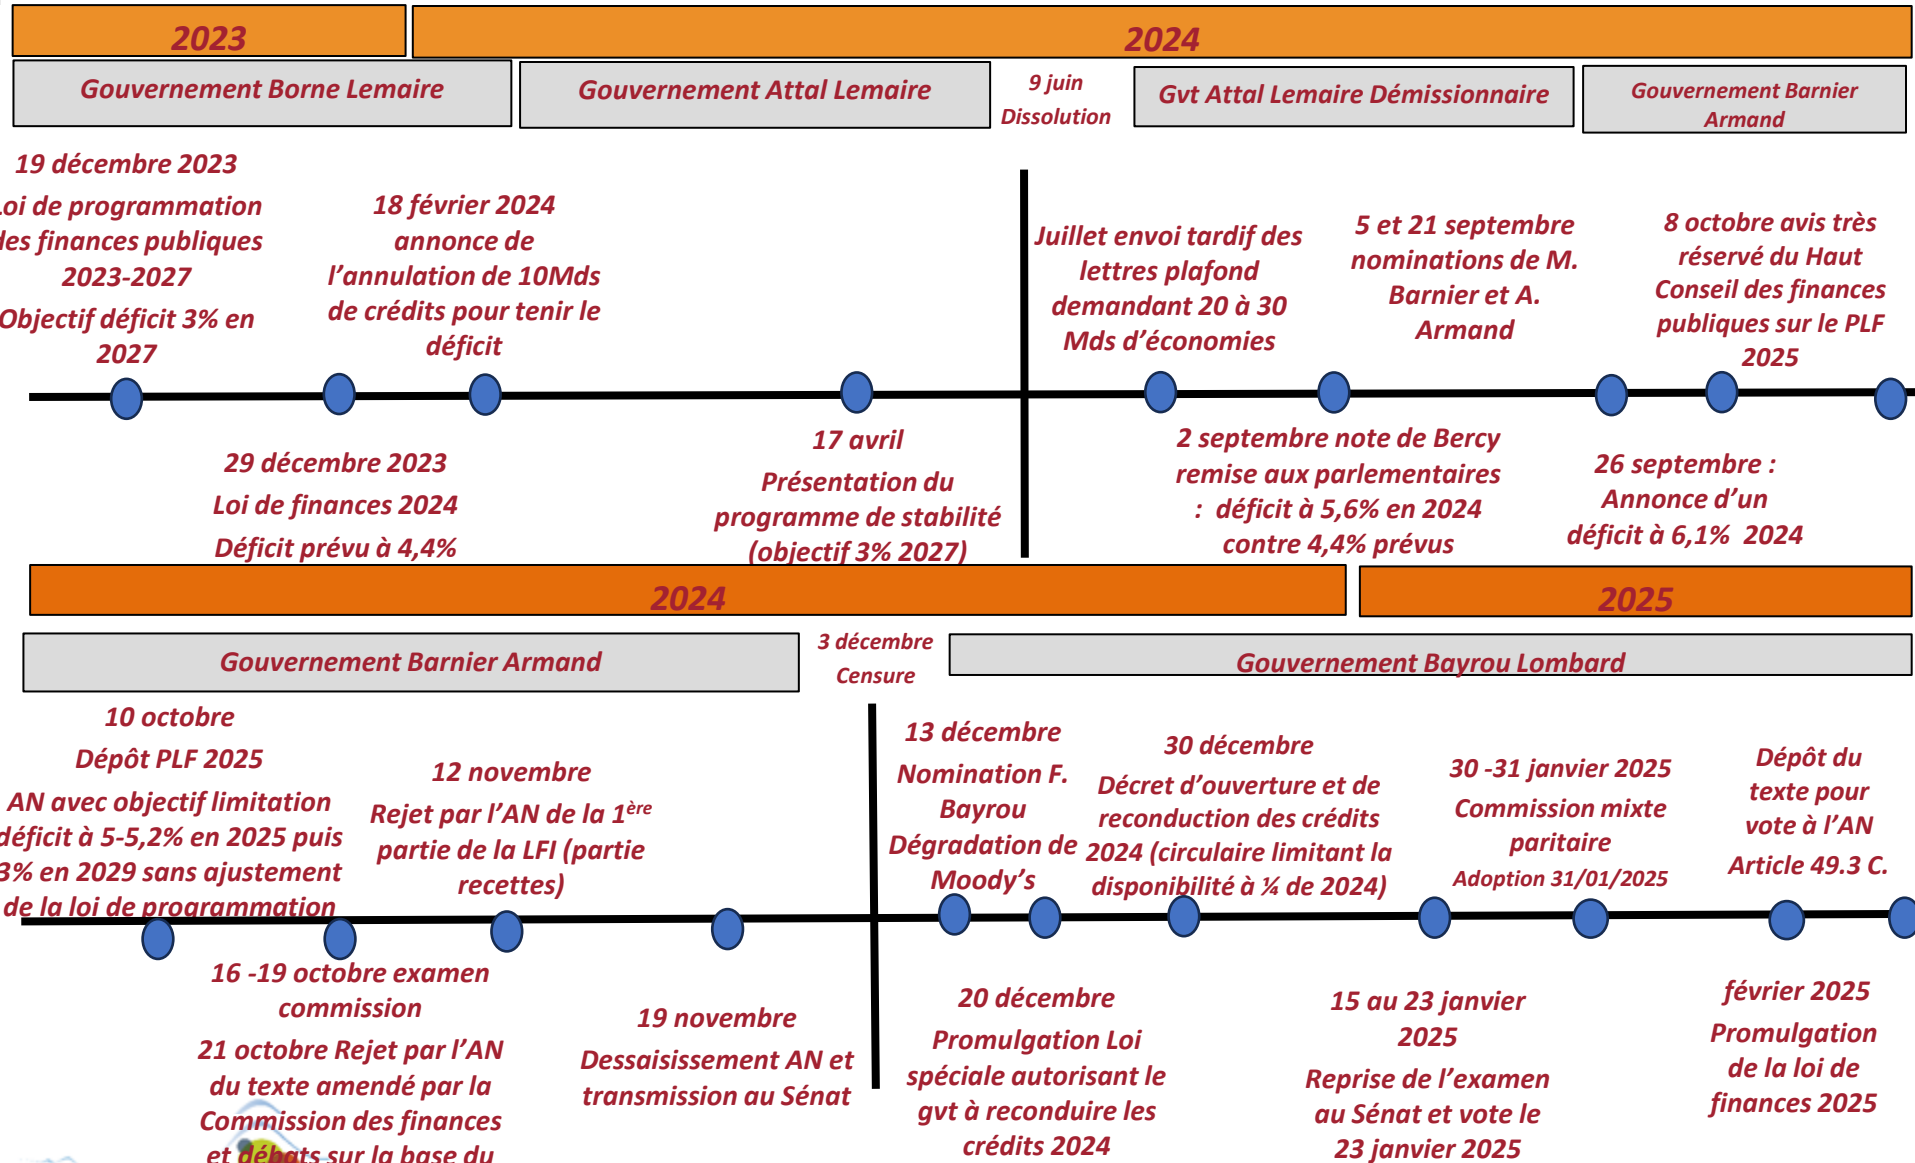 2023
2024
Gouvernement Borne Lemaire
Gouvernement Attal Lemaire
9 juin
Dissolution
Gvt Attal Lemaire Démissionnaire
Gouvernement Barnier
Armand
19 décembre 2023
Loi de programmation
des finances publiques
2023-2027
Objectif déficit 3% en
2027
18 février 2024
annonce de
l’annulation de 10Mds
de crédits pour tenir le
déficit
Juillet envoi tardif des
lettres plafond
demandant 20 à 30
Mds d’économies
5 et 21 septembre
nominations de M.
Barnier et A.
Armand
8 octobre avis très
réservé du Haut
Conseil des finances
publiques sur le PLF
2025
29 décembre 2023
Loi de finances 2024
Déficit prévu à 4,4%
17 avril
Présentation du
programme de stabilité
(objectif 3% 2027)
2 septembre note de Bercy
remise aux parlementaires
: déficit à 5,6% en 2024
contre 4,4% prévus
26 septembre :
Annonce d’un
déficit à 6,1% 2024
2024
2025
Gouvernement Barnier Armand
3 décembre
Censure
Gouvernement Bayrou Lombard
10 octobre
Dépôt PLF 2025
AN avec objectif limitation
déficit à 5-5,2% en 2025 puis
3% en 2029 sans ajustement
de la loi de programmation
12 novembre
Rejet par l’AN de la 1ère
partie de la LFI (partie
recettes)
13 décembre
Nomination F.
Bayrou
Dégradation de
Moody’s
30 décembre
Décret d’ouverture et de
reconduction des crédits
2024 (circulaire limitant la
disponibilité à ¼ de 2024)
30 -31 janvier 2025
Commission mixte
paritaire
Adoption 31/01/2025
Dépôt du
texte pour
vote à l’AN
Article 49.3 C.
16 -19 octobre examen
commission
21 octobre Rejet par l’AN
du texte amendé par la
Commission des finances
et débats sur la base du
19 novembre
Dessaisissement AN et
transmission au Sénat
20 décembre
Promulgation Loi
spéciale autorisant le
gvt à reconduire les
crédits 2024
15 au 23 janvier
2025
Reprise de l’examen
au Sénat et vote le
23 janvier 2025
février 2025
Promulgation
de la loi de
finances 2025